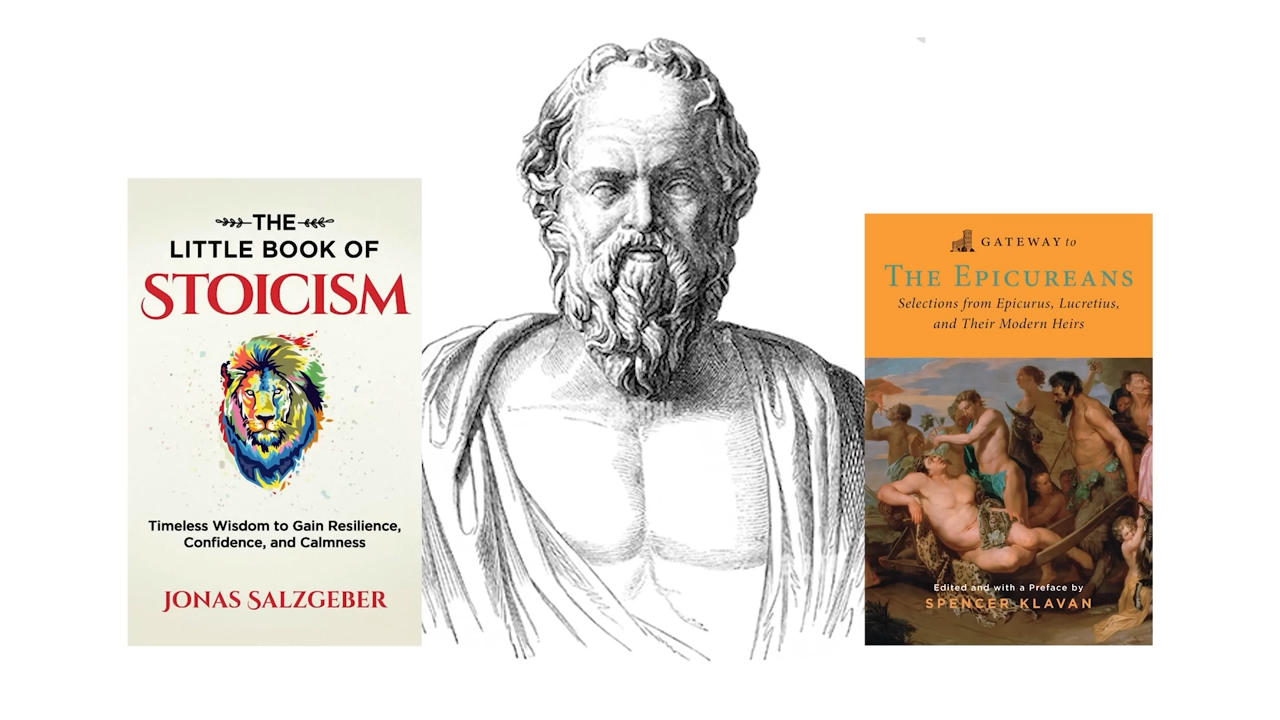 THE
LITTLE BOOK OF
STOICISM
Timeless Wisdom to Gain Resilience,
Confidence, and Calmness
JONAS SALZGEBER
GATEWAY to
THE EPICUREANS
Selections from Epicurus, Lucretius,
and Their Modern Heirs
Edited and with a Preface by
SPENCER KLAVAN